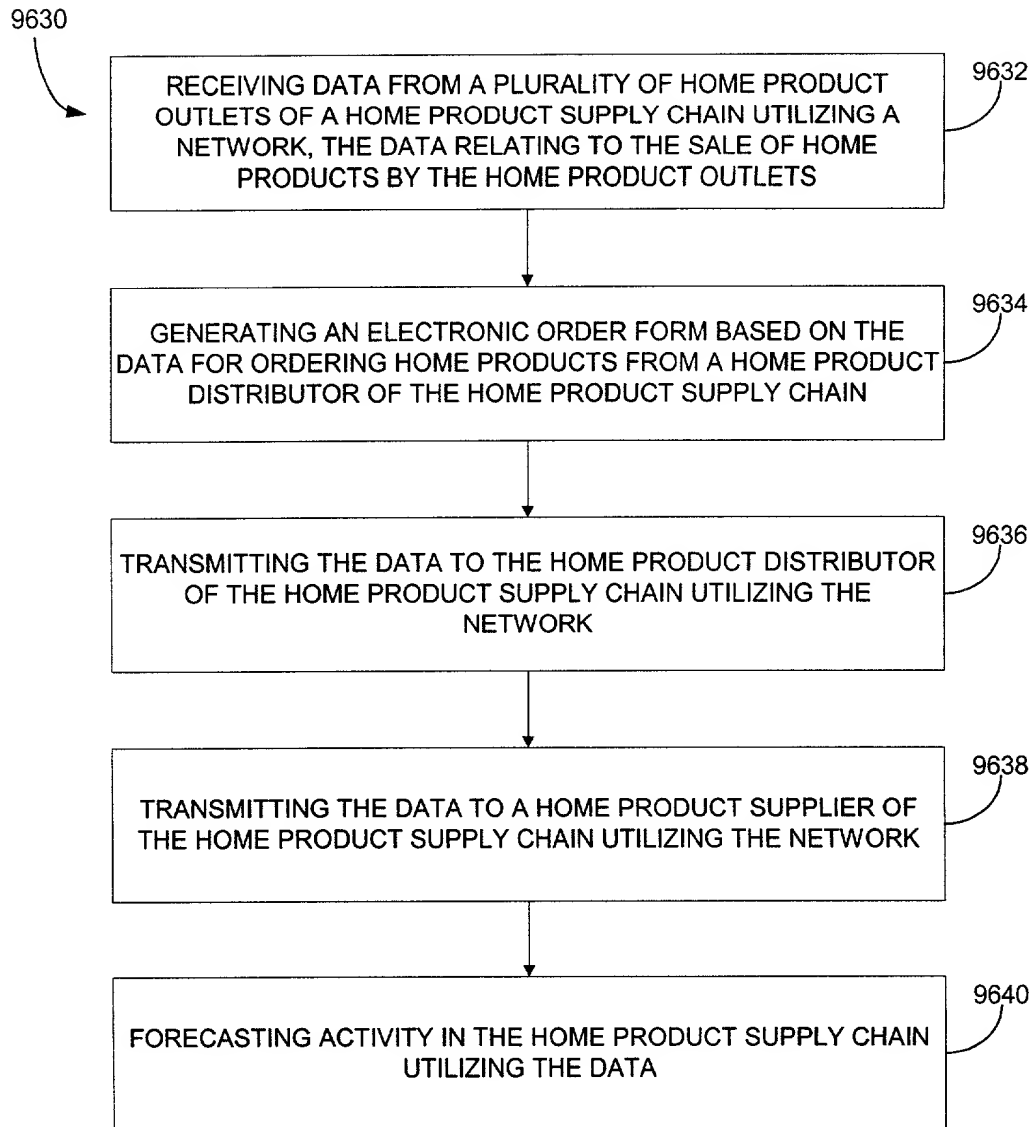 9630
RECEIVING DATA FROM A PLURALITY OF HOME PRODUCT
OUTLETS OF A HOME PRODUCT SUPPLY CHAIN UTILIZING A
NETWORK, THE DATA RELATING TO THE SALE OF HOME
PRODUCTS BY THE HOME PRODUCT OUTLETS
9632
GENERATING AN ELECTRONIC ORDER FORM BASED ON THE
DATA FOR ORDERING HOME PRODUCTS FROM A HOME PRODUCT
DISTRIBUTOR OF THE HOME PRODUCT SUPPLY CHAIN
9634
TRANSMITTING THE DATA TO THE HOME PRODUCT DISTRIBUTOR
OF THE HOME PRODUCT SUPPLY CHAIN UTILIZING THE
NETWORK
9636
TRANSMITTING THE DATA TO A HOME PRODUCT SUPPLIER OF
THE HOME PRODUCT SUPPLY CHAIN UTILIZING THE NETWORK
9638
FORECASTING ACTIVITY IN THE HOME PRODUCT SUPPLY CHAIN
UTILIZING THE DATA
9640